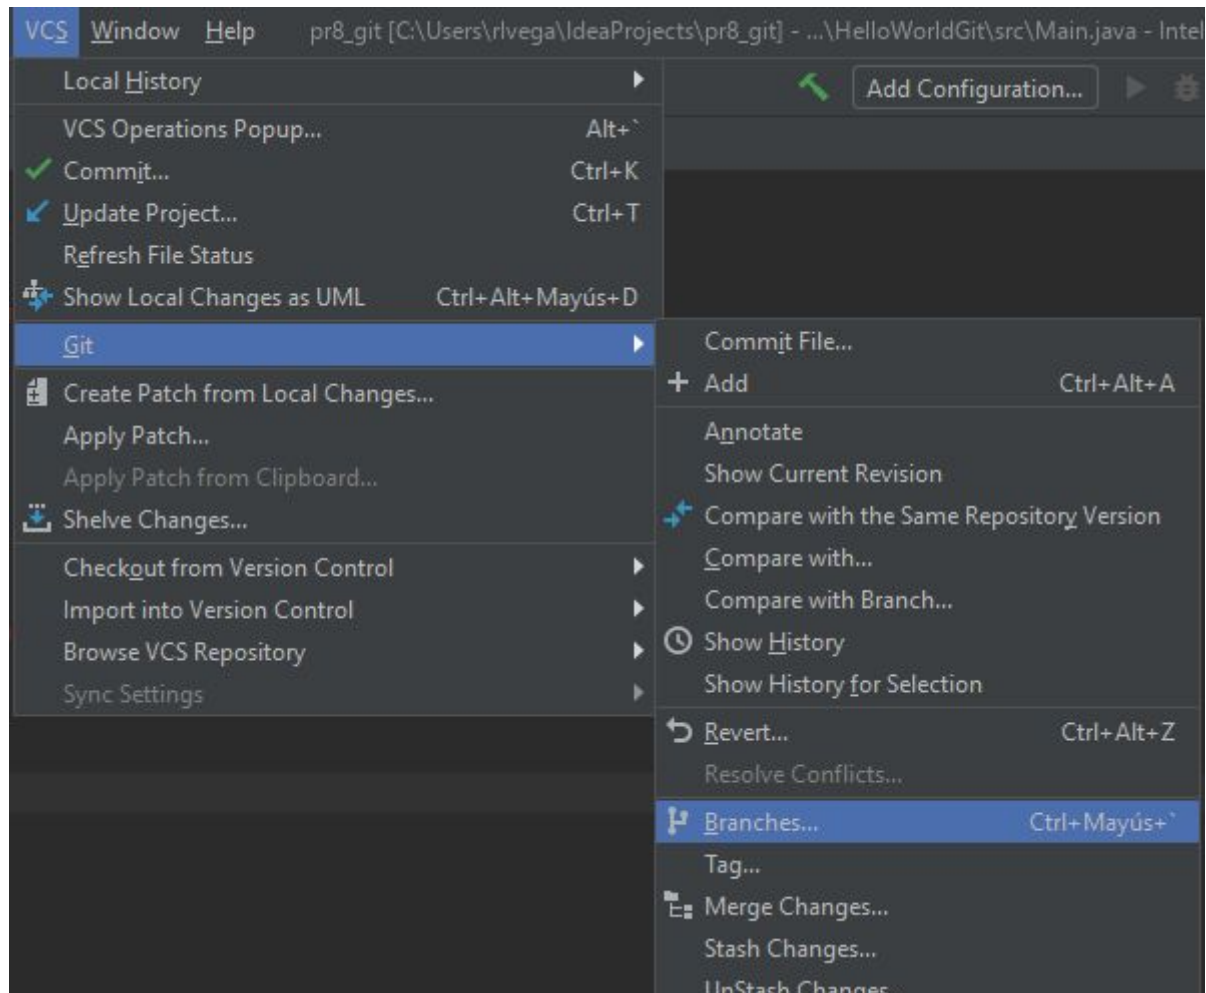 VCS Window Help pr8_git [C:\Users\rlvega\IdeaProjects\pr8_git] - ...\HelloWorldGit\src\Main.java - Intel
Add Configuration...
Local History
VCS Operations Popup... Alt+`
Commit... Ctrl+K
Update Project... Ctrl+T
Refresh File Status
Show Local Changes as UML Ctrl+Alt+Mayús+D
Git
Create Patch from Local Changes...
Apply Patch...
Apply Patch from Clipboard...
Shelve Changes...
Checkout from Version Control
Import into Version Control
Browse VCS Repository
Sync Settings
Commit File...
Add Ctrl+Alt+A
Annotate
Show Current Revision
Compare with the Same Repository Version
Compare with...
Compare with Branch...
Show History
Show History for Selection
Revert... Ctrl+Alt+Z
Resolve Conflicts...
Branches... Ctrl+Mayús+`
Tag...
Merge Changes...
Stash Changes...
UnStash Changes